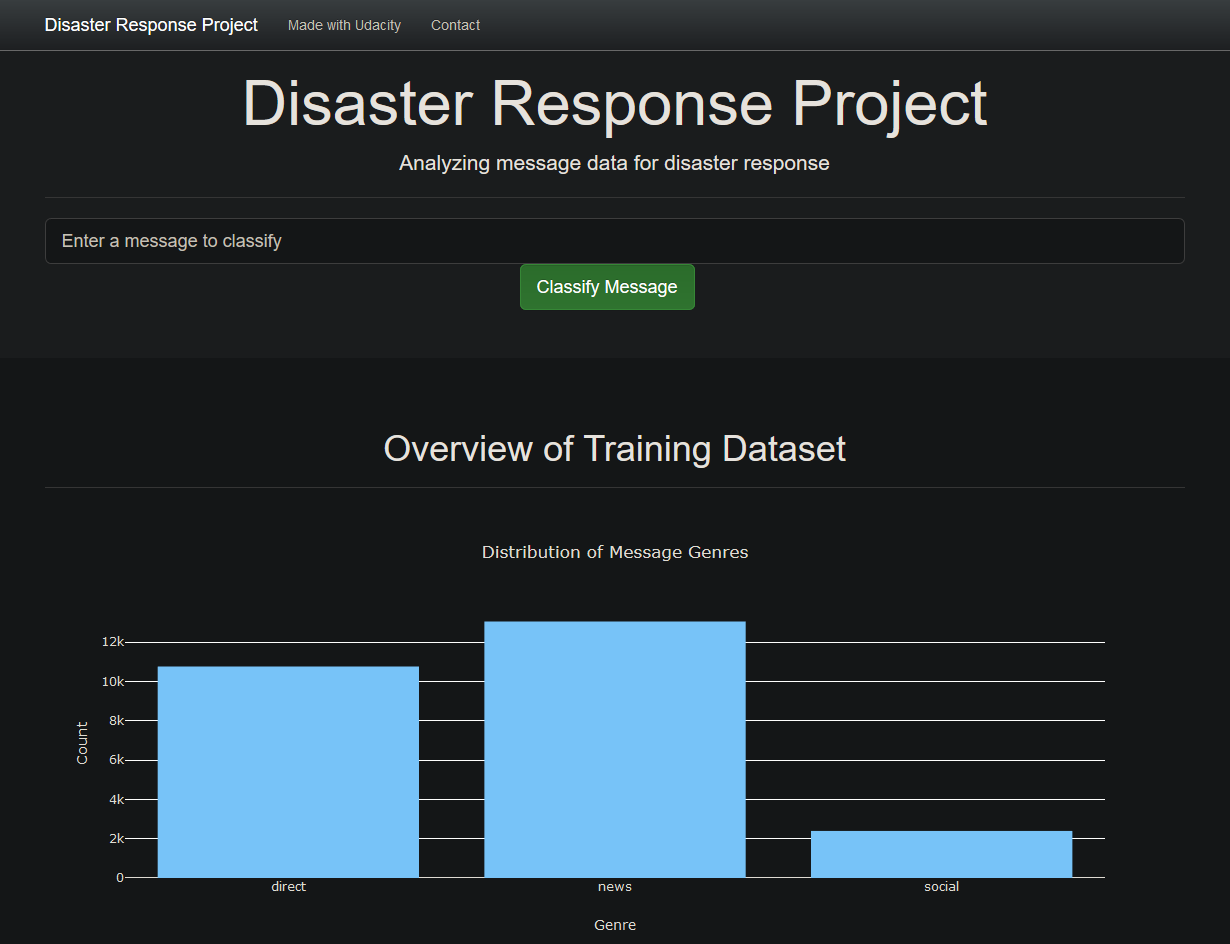 Disaster Response Project Made with Udacity Contact
Disaster Response Project
Analyzing message data for disaster response
Enter a message to classify
Classify Message
Overview of Training Dataset
Distribution of Message Genres
12k
10k
8k
6k
4k
2k
0
Count
direct news social
Genre